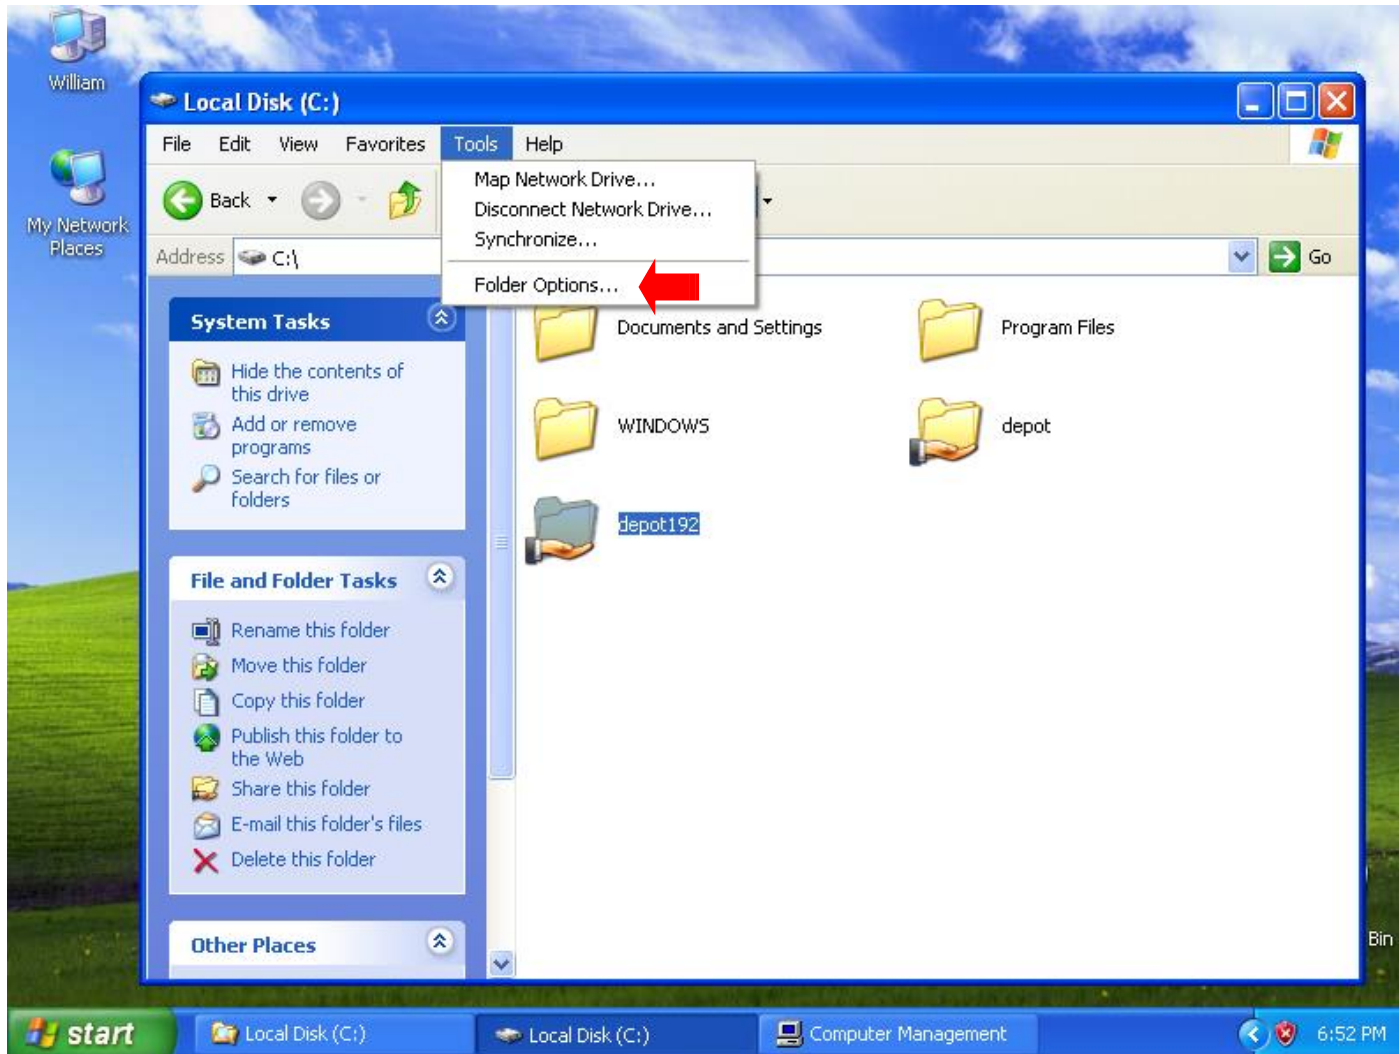 William
My Network
Places
Local Disk (C:)
File Edit View Favorites Tools Help
Map Network Drive...
Disconnect Network Drive...
Synchronize...
Folder Options...
Back
Address C:\ Go
System Tasks
Hide the contents of
this drive
Add or remove
programs
Search for files or
folders
File and Folder Tasks
Rename this folder
Move this folder
Copy this folder
Publish this folder to
the Web
Share this folder
E-mail this folder's files
Delete this folder
Other Places
Documents and Settings
Program Files
WINDOWS
depot
depot192
Bin
start
Local Disk (C:)
Local Disk (C:)
Computer Management
6:52 PM